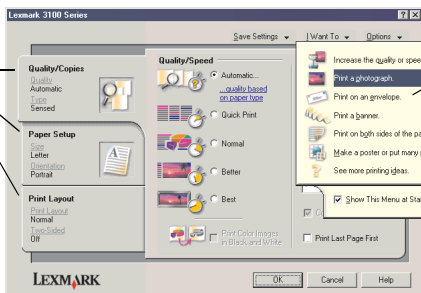 Lexmark 3100 Series
Save Settings
I Want To
Options
Quality/Copies
Quality
Automatic
Type
Sensed
Paper Setup
Size
Letter
Orientation
Portrait
Print Layout
Print Layout
Normal
Two-Sided
Off
Quality/Speed
Automatic...
...quality based
on paper type
Quick Print
Normal
Better
Best
Print Color Images
in Black and White
Increase the quality or spee
Print a photograph.
Print on an envelope.
Print a banner.
Print on both sides of the pa
Make a poster or put many
See more printing ideas.
Show This Menu at Star
Print Last Page First
LEXMARK
OK
Cancel
Help